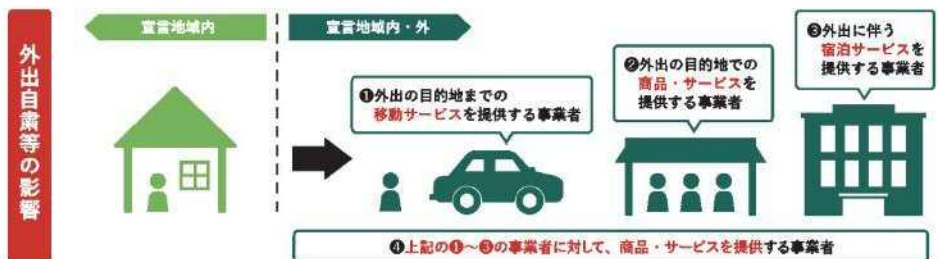 外出自粛等の影響
宣言地域内
宣言地域内・外
❶外出の目的地までの
移動サービスを提供する事業者
❷外出の目的地での
商品・サービスを
提供する事業者
❸外出に伴う
宿泊サービスを
提供する事業者
❹上記の❶~❸の事業者に対して、商品・サービスを提供する事業者